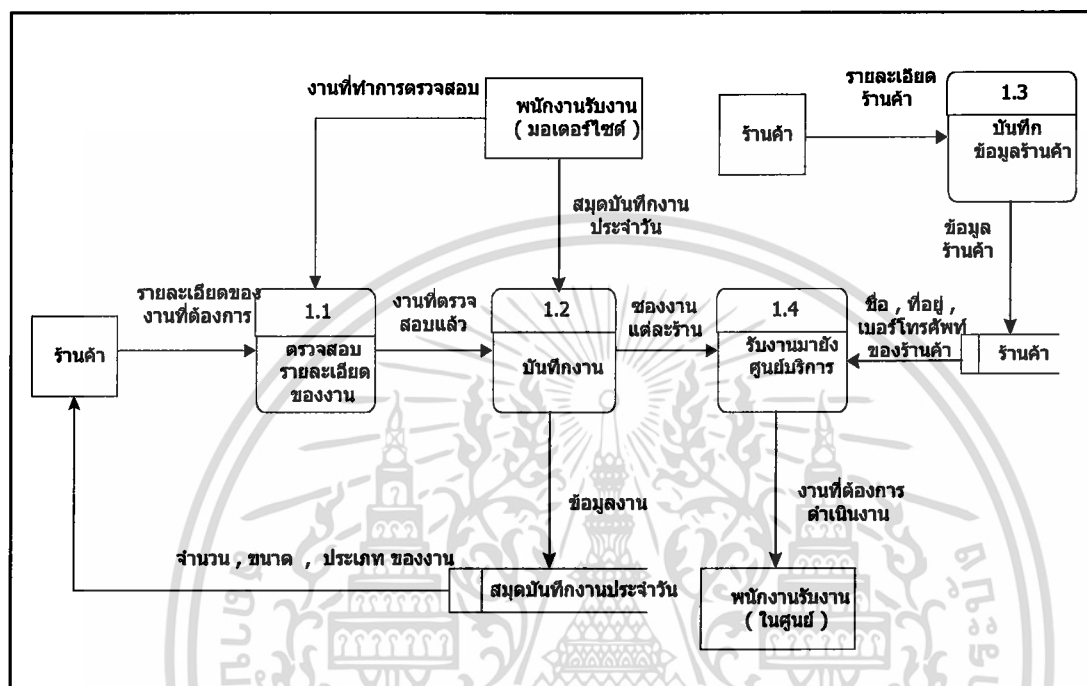 งานที่ทำการตรวจสอบ
พนักงานรับงาน
( มอเตอร์ไซด์ )
รายละเอียด
ร้านค้า
ร้านค้า
1.3
บันทึก
ข้อมูลร้านค้า
สมุดบันทึกงาน
ประจำวัน
ข้อมูล
ร้านค้า
รายละเอียดของ
งานที่ต้องการ
ร้านค้า
1.1
ตรวจสอบ
รายละเอียด
ของงาน
งานที่ตรวจ
สอบแล้ว
1.2
บันทึกงาน
ซองงาน
แต่ละร้าน
1.4
รับงานมายัง
ศูนย์บริการ
ชื่อ , ที่อยู่ ,
เบอร์โทรศัพท์
ของร้านค้า
ร้านค้า
ข้อมูลงาน
งานที่ต้องการ
ดำเนินงาน
จำนวน , ขนาด , ประเภท ของงาน
สมุดบันทึกงานประจำวัน
พนักงานรับงาน
( ในศูนย์ )